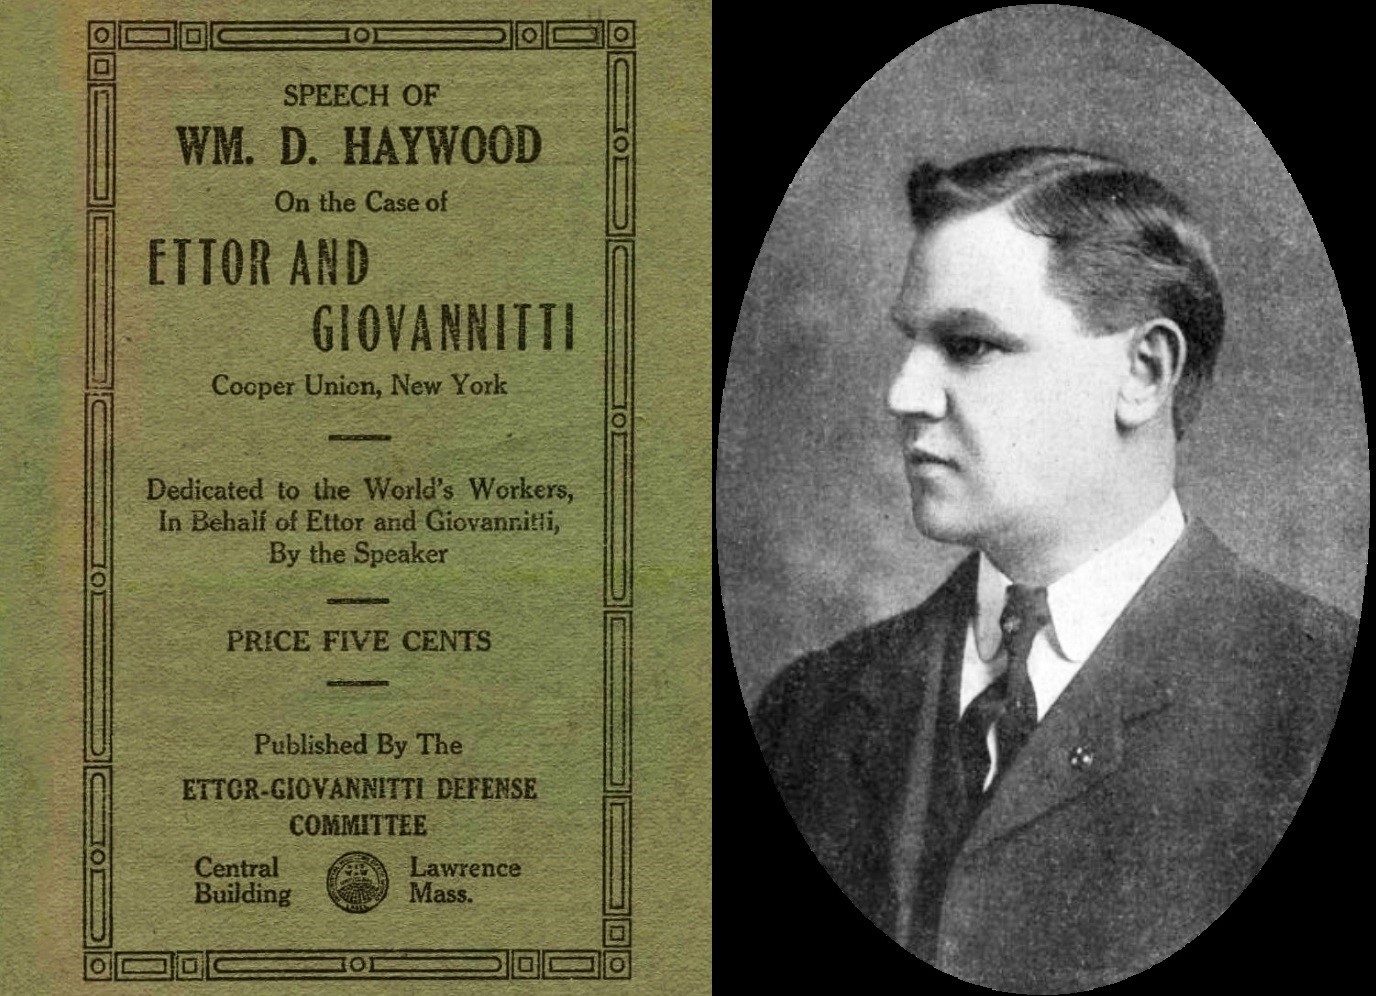 SPEECH OF
WM. D. HAYWOOD
On the Case of
ETTOR AND
GIOVANNITTI
Cooper Union, New York
Dedicated to the World's Workers,
In Behalf of Ettor and Giovannitti,
By the Speaker
PRICE FIVE CENTS
Published By The
ETTOR-GIOVANNITTI DEFENSE
COMMITTEE
Central Building
Lawrence Mass.